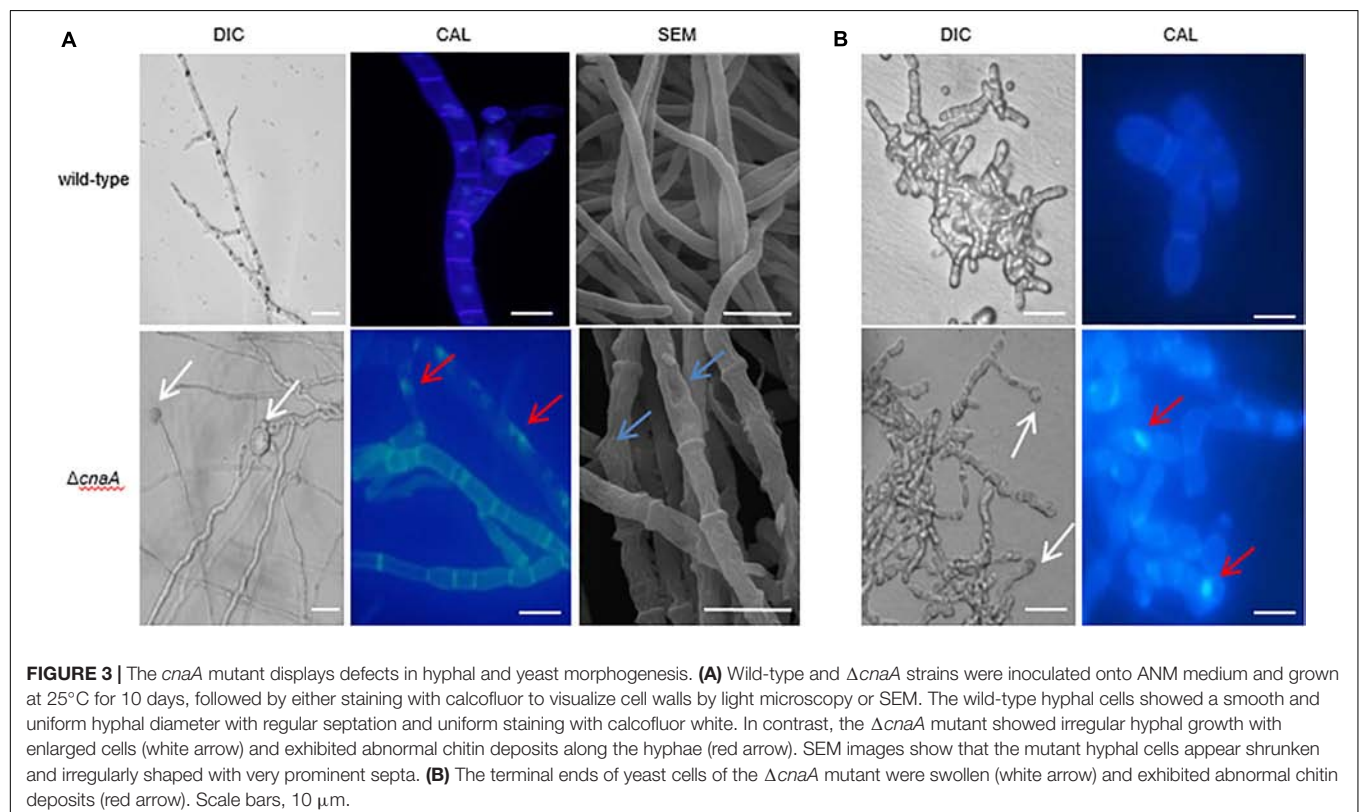 A
DIC
CAL
SEM
B
DIC
CAL
wild-type
ΔcnaA
FIGURE 3 | The cnaA mutant displays defects in hyphal and yeast morphogenesis. (A) Wild-type and ΔcnaA strains were inoculated onto ANM medium and grown
at 25°C for 10 days, followed by either staining with calcofluor to visualize cell walls by light microscopy or SEM. The wild-type hyphal cells showed a smooth and
uniform hyphal diameter with regular septation and uniform staining with calcofluor white. In contrast, the ΔcnaA mutant showed irregular hyphal growth with
enlarged cells (white arrow) and exhibited abnormal chitin deposits along the hyphae (red arrow). SEM images show that the mutant hyphal cells appear shrunken
and irregularly shaped with very prominent septa. (B) The terminal ends of yeast cells of the ΔcnaA mutant were swollen (white arrow) and exhibited abnormal chitin
deposits (red arrow). Scale bars, 10 μm.